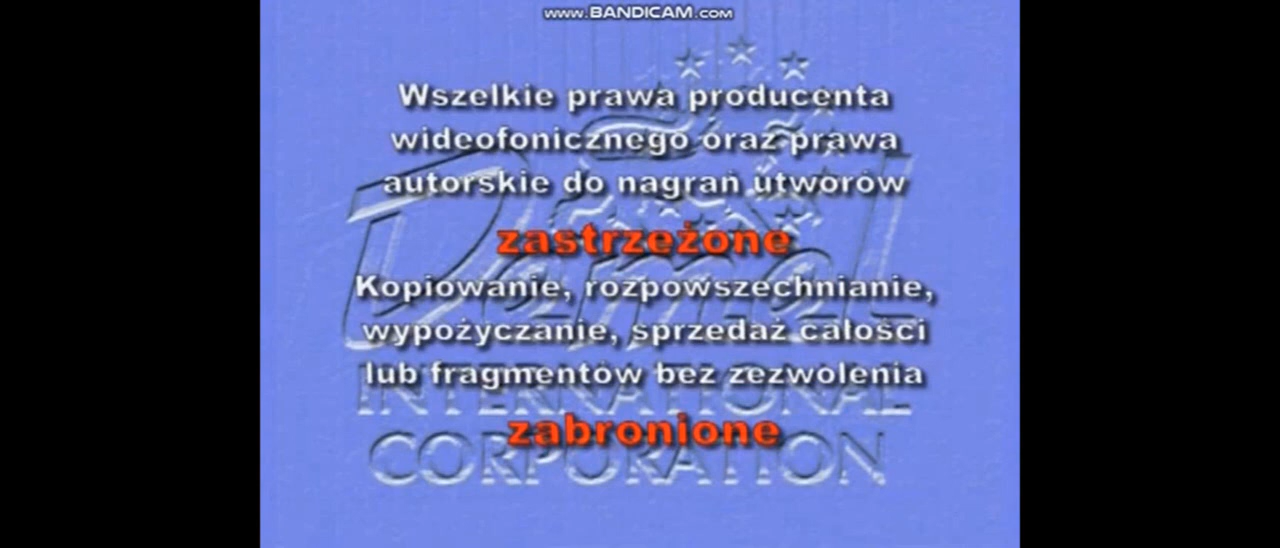 www.BANDICAM.com
Wszelkie prawa producenta
wideofonicznego oraz prawa
autorskie do nagrań utworów
zastrzeżone
Kopiowanie, rozpowszechnianie,
wypożyczanie, sprzedaż całości
lub fragmentów bez zezwolenia
zabronione
Demel
INTERNATIONAL
CORPORATION